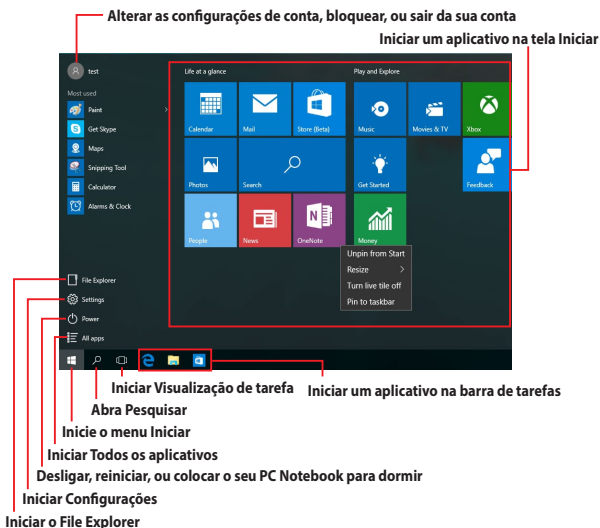 Alterar as configurações de conta, bloquear, ou sair da sua conta
Iniciar um aplicativo na tela Iniciar
test
Life at a glance
Play and Explore
Most used
Paint
Get Skype
Maps
Snipping Tool
Calculator
Alarms & Clock
Calendar
Mail
Store (Beta)
Music
Movies & TV
Xbox
Photos
Search
Get Started
Feedback
People
News
OneNote
Money
Unpin from Start
Resize
Turn live tile off
Pin to taskbar
File Explorer
Settings
Power
All apps
Iniciar Visualização de tarefa
Iniciar um aplicativo na barra de tarefas
Abra Pesquisar
Inicie o menu Iniciar
Iniciar Todos os aplicativos
Desligar, reiniciar, ou colocar o seu PC Notebook para dormir
Iniciar Configurações
Iniciar o File Explorer